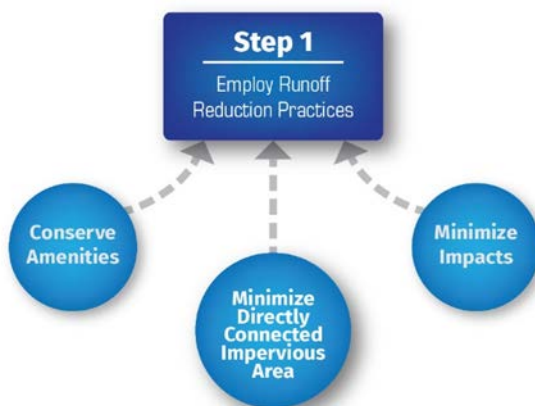 Step 1
Employ Runoff
Reduction Practices
Conserve
Amenities
Minimize
Directly
Connected
Impervious
Area
Minimize
Impacts